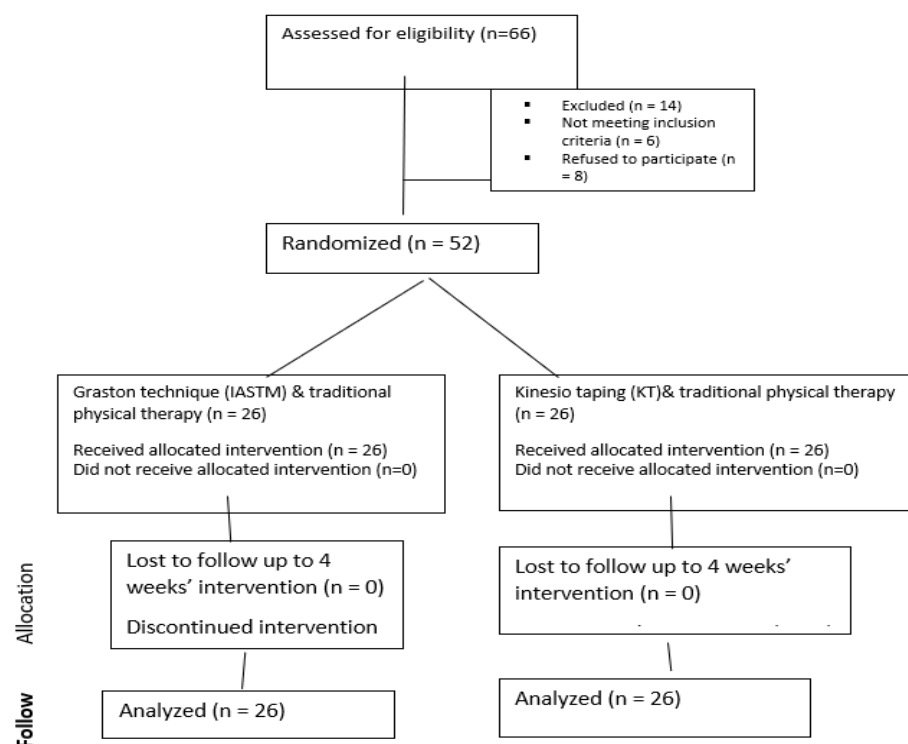 Assessed for eligibility (n=66)
▪ Excluded (n = 14)
▪ Not meeting inclusion
criteria (n = 6)
▪ Refused to participate (n
= 8)
Randomized (n = 52)
Graston technique (IASTM) & traditional
physical therapy (n = 26)
Received allocated intervention (n = 26)
Did not receive allocated intervention (n=0)
Kinesio taping (KT)& traditional physical therapy
(n = 26)
Received allocated intervention (n = 26)
Did not receive allocated intervention (n=0)
Allocation
Lost to follow up to 4
weeks’ intervention (n = 0)
Discontinued intervention
Lost to follow up to 4 weeks’
intervention (n = 0)
Follow
Analyzed (n = 26)
Analyzed (n = 26)